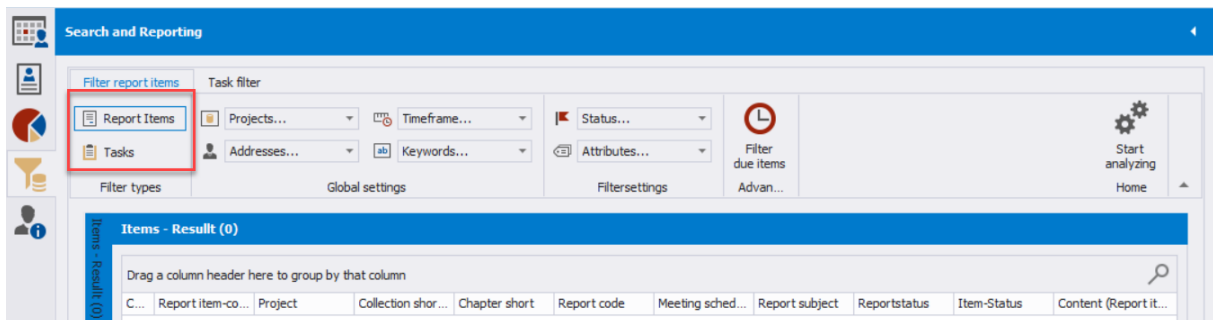 Search and Reporting
Filter report items Task filter
Report Items Projects... Timeframe... Status... Filter due items Start analyzing
Tasks Addresses... Keywords... Attributes...
Filter types Global settings Filtersettings Advan... Home
Items - Resullt (0)
Items - Resullt (0)
Drag a column header here to group by that column
C... Report item-co... Project Collection shor... Chapter short Report code Meeting sched... Report subject Reportstatus Item-Status Content (Report it...